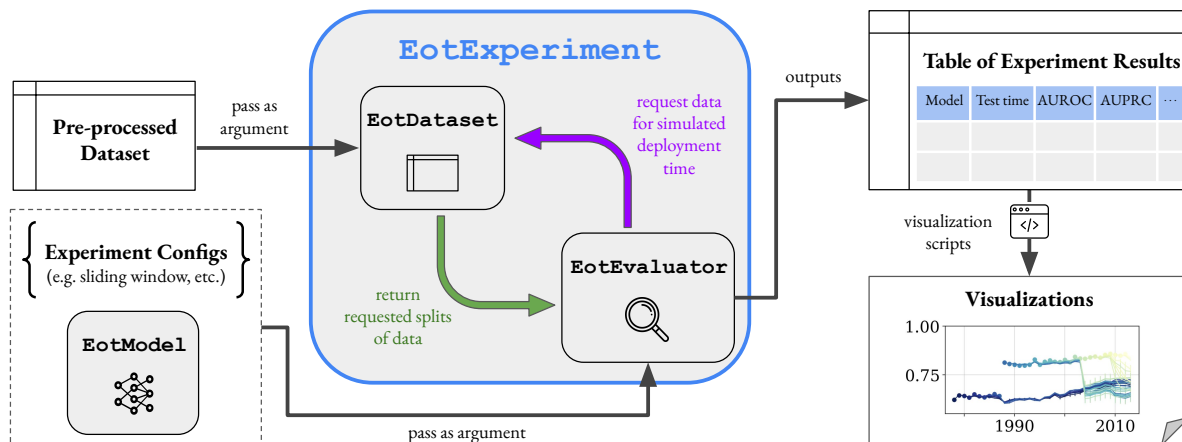 EotExperiment
Pre-processed
Dataset
pass as
argument
EotDataset
request data
for simulated
deployment
time
return
requested splits
of data
EotEvaluator
{ Experiment Configs }
(e.g. sliding window, etc.)
EotModel
pass as argument
outputs
Table of Experiment Results
Model Test time AUROC AUPRC ...
visualization
scripts
</>
Visualizations
1.00
0.75
1990 2010